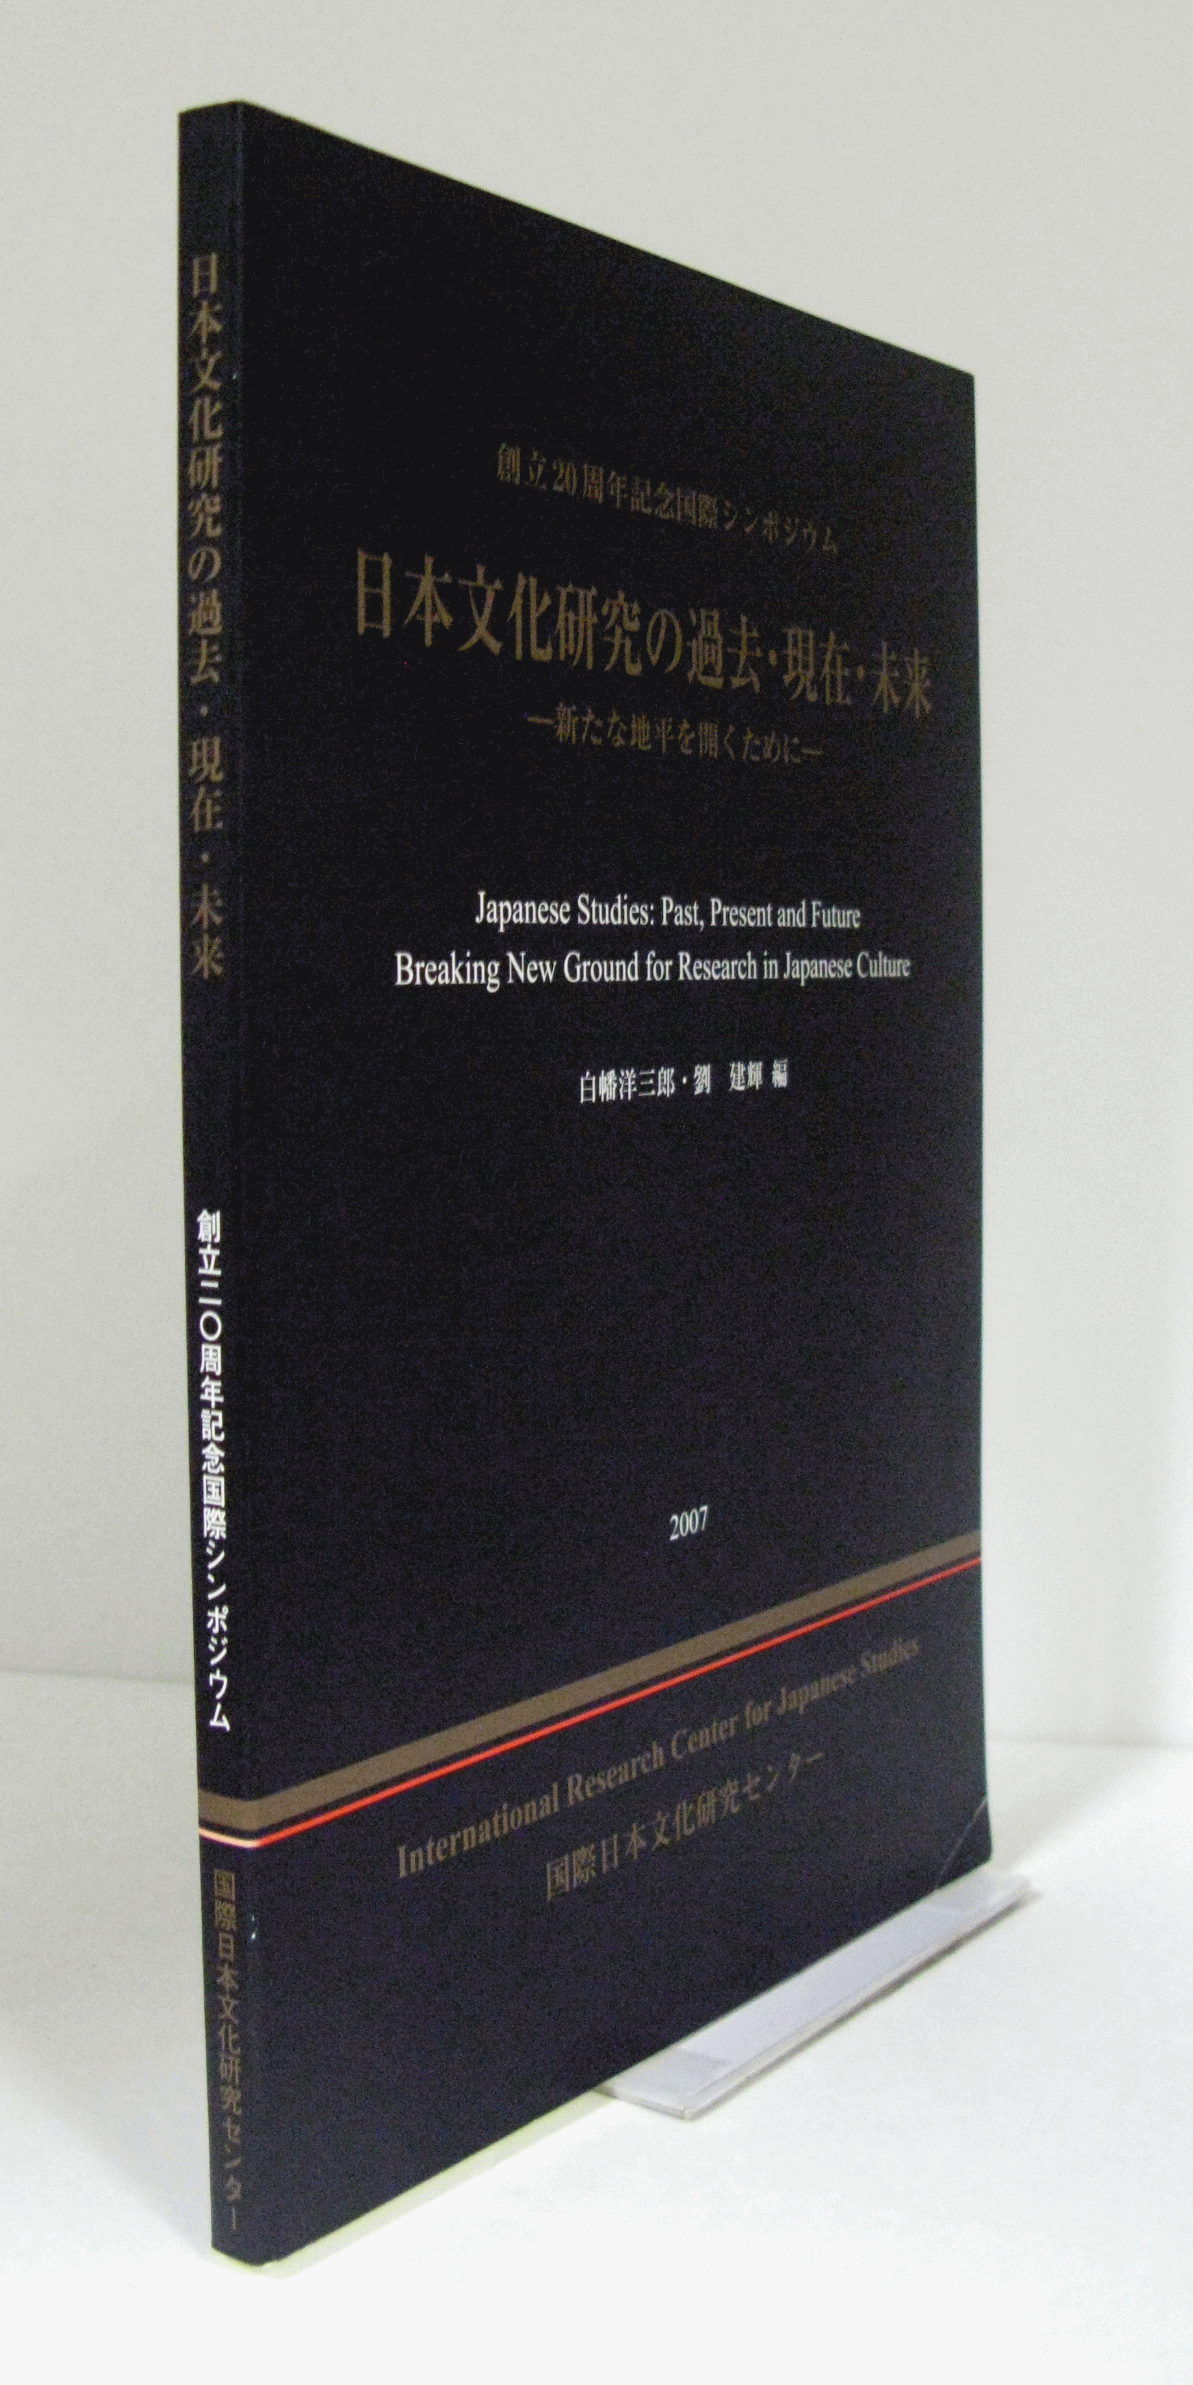 日本文化研究の過去・現在・未来
創立二〇周年記念国際シンポジウム
国際日本文化研究センター
創立20周年記念国際シンポジウム
日本文化研究の過去・現在・未来
―新たな地平を開くために―
Japanese Studies: Past, Present and Future
Breaking New Ground for Research in Japanese Culture
白幡洋三郎・劉　建輝 編
2007
International Research Center for Japanese Studies
国際日本文化研究センター